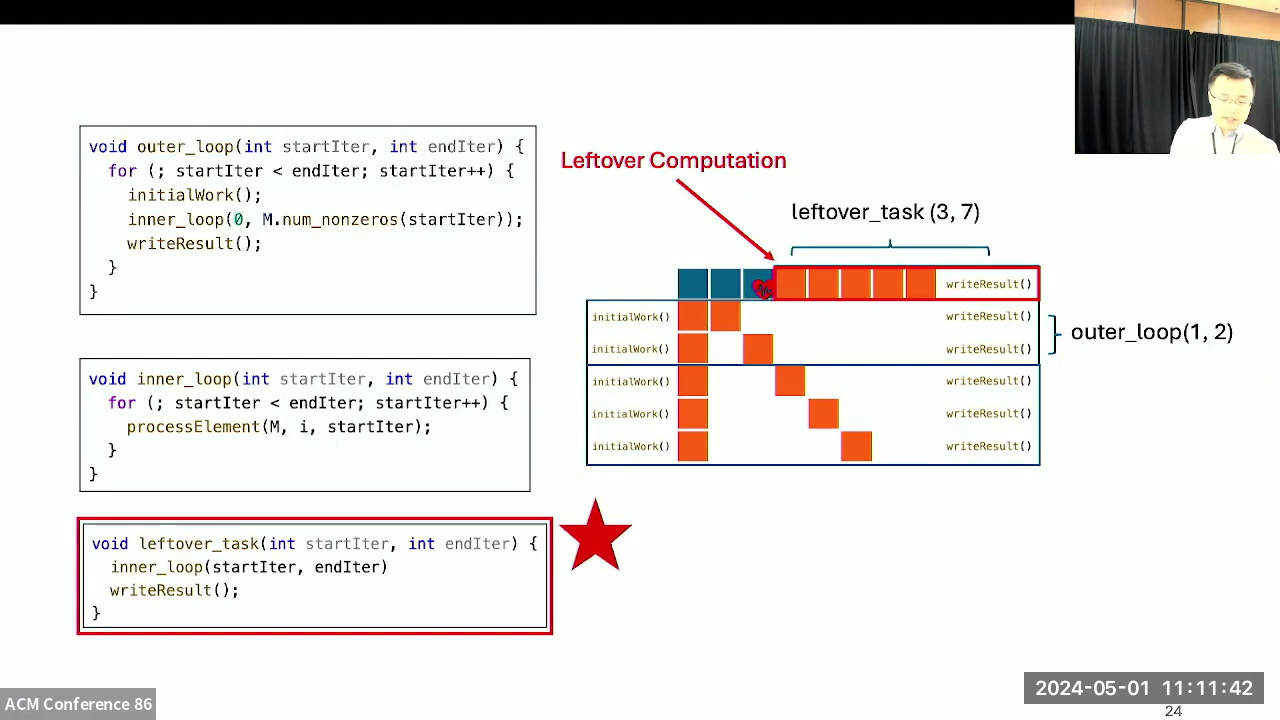 void outer_loop(int startIter, int endIter) {
for (; startIter < endIter; startIter++) {
initialWork();
inner_loop(0, M.num_nonzeros(startIter));
writeResult();
}
}
void inner_loop(int startIter, int endIter) {
for (; startIter < endIter; startIter++) {
processElement(M, i, startIter);
}
}
void leftover_task(int startIter, int endIter) {
inner_loop(startIter, endIter)
writeResult();
}
Leftover Computation
leftover_task (3, 7)
writeResult()
initialWork() writeResult()
initialWork() writeResult()
outer_loop(1, 2)
initialWork() writeResult()
initialWork() writeResult()
initialWork() writeResult()
ACM Conference 86
2024-05-01 11:11:42
24